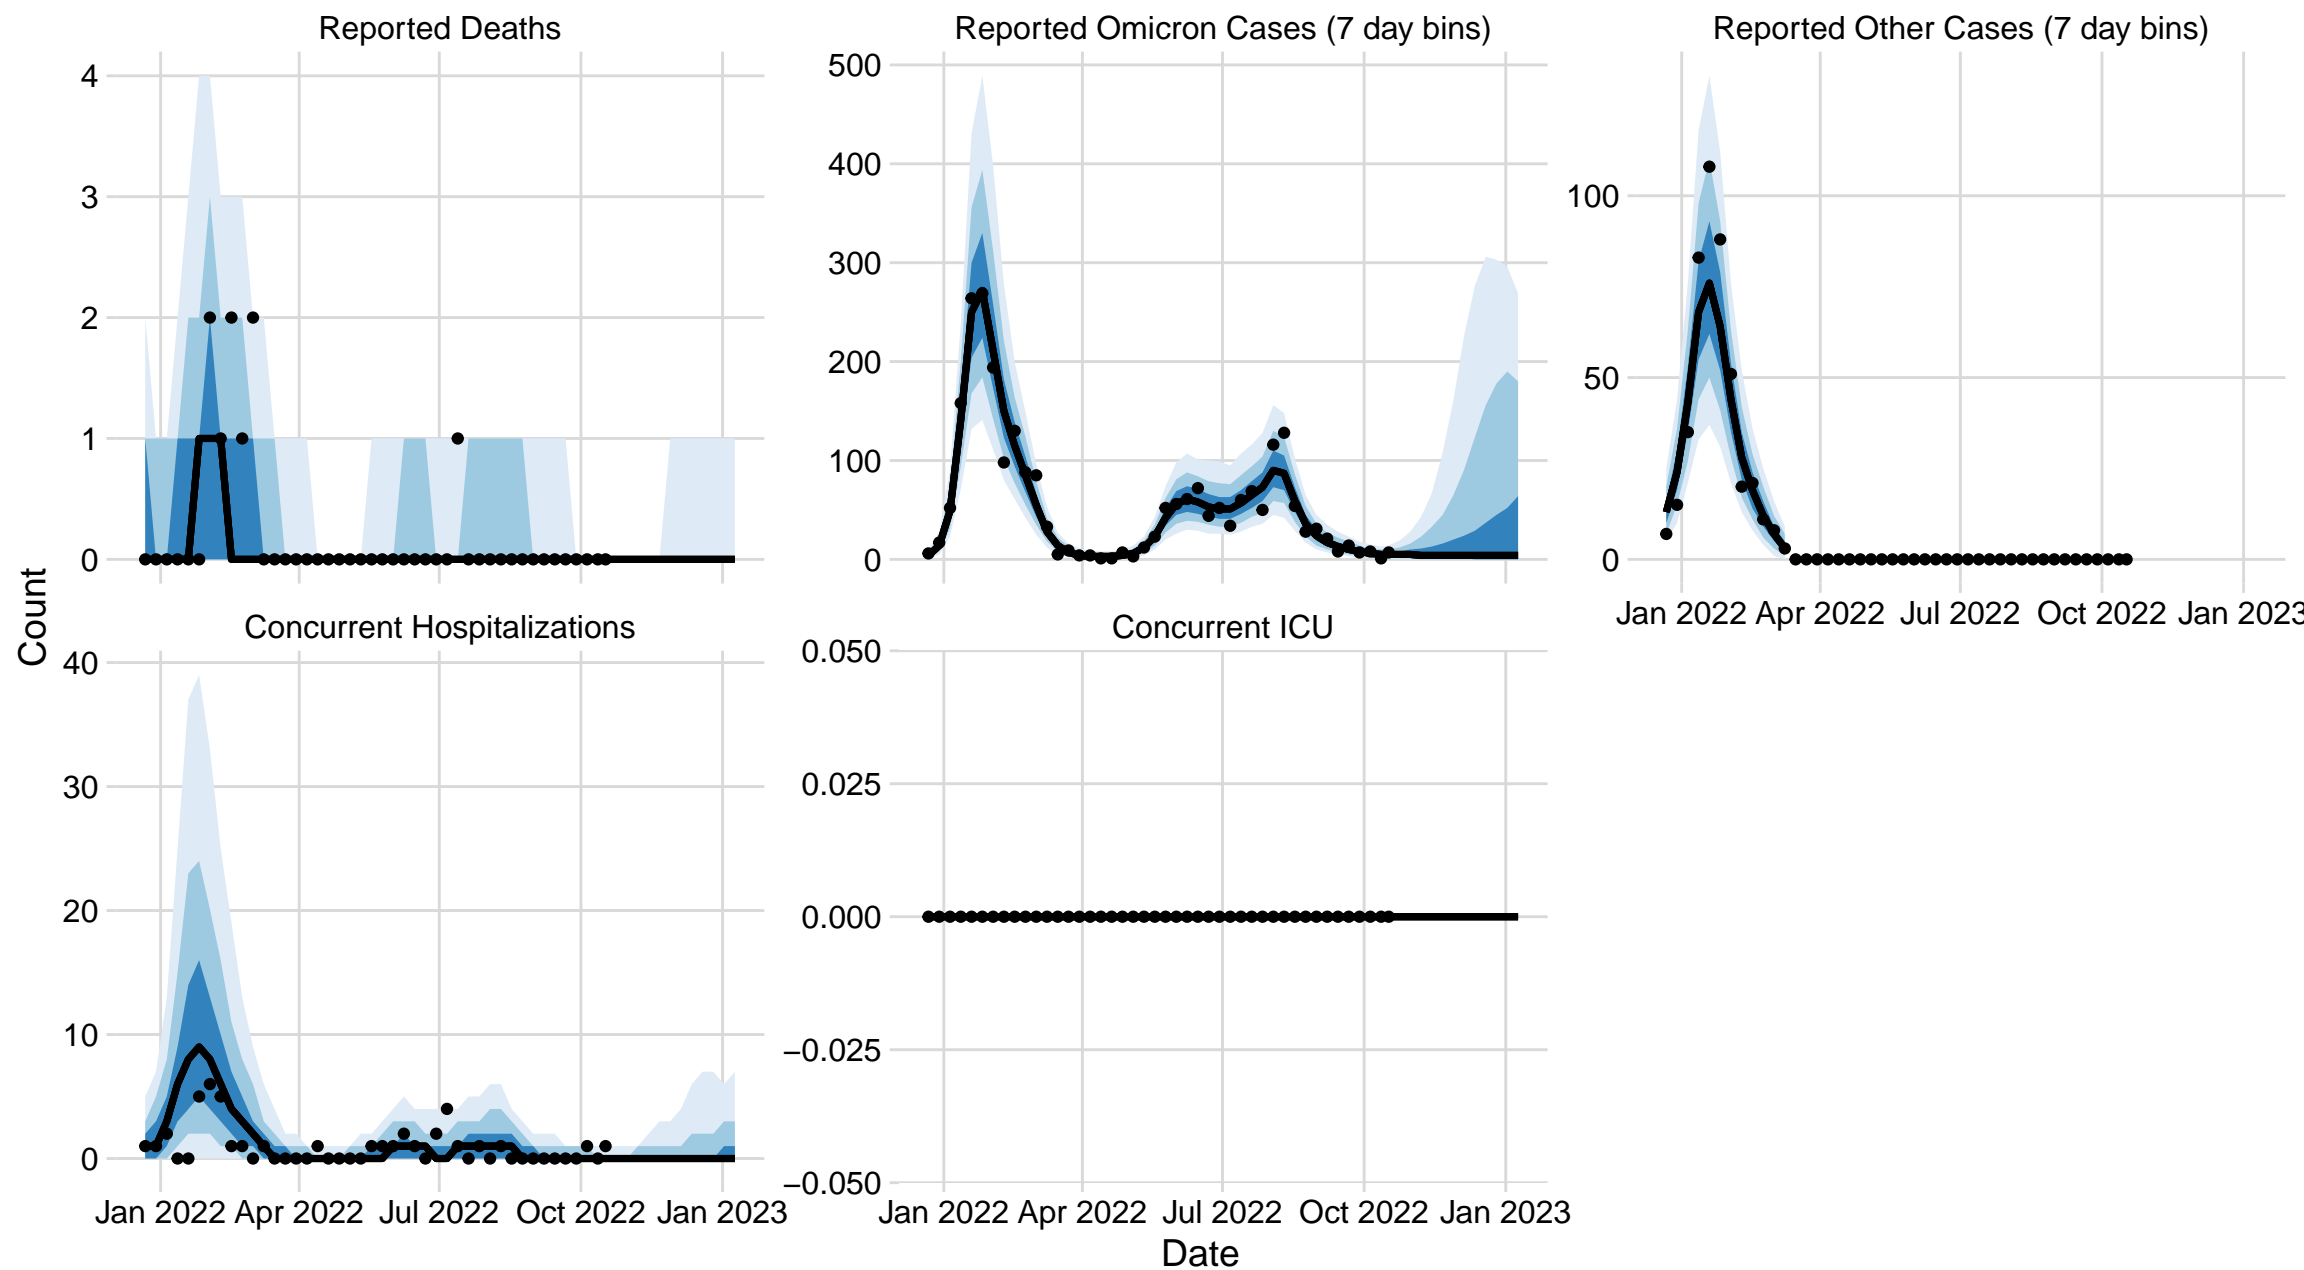 Reported Deaths
Reported Omicron Cases (7 day bins)
Reported Other Cases (7 day bins)
4
3
2
1
0
500
400
300
200
100
0
100
50
0
Jan 2022 Apr 2022 Jul 2022 Oct 2022 Jan 2023
Count
Concurrent Hospitalizations
Concurrent ICU
40
30
20
10
0
0.050
0.025
0.000
−0.025
−0.050
Jan 2022 Apr 2022 Jul 2022 Oct 2022 Jan 2023
Jan 2022 Apr 2022 Jul 2022 Oct 2022 Jan 2023
Date